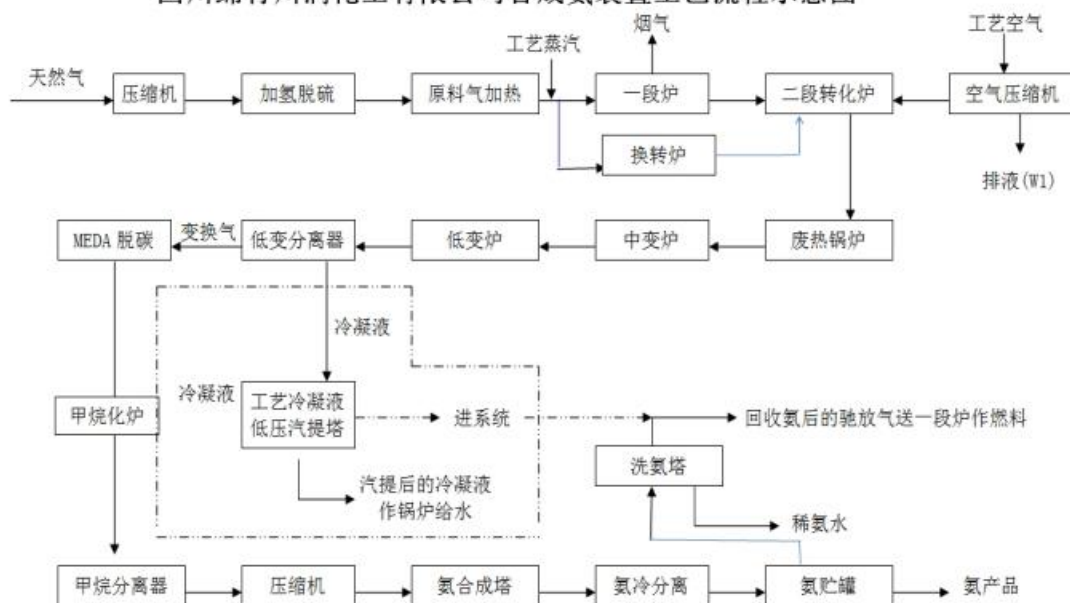 烟气
工艺空气
工艺蒸汽
天然气
压缩机
加氢脱硫
原料气加热
一段炉
二段转化炉
空气压缩机
换转炉
排液(W1)
MEDA 脱碳
变换气
低变分离器
低变炉
中变炉
废热锅炉
冷凝液
冷凝液
工艺冷凝液
低压汽提塔
进系统
回收氨后的驰放气送一段炉作燃料
甲烷化炉
洗氨塔
汽提后的冷凝液
作锅炉给水
稀氨水
甲烷分离器
压缩机
氨合成塔
氨冷分离
氨贮罐
氨产品